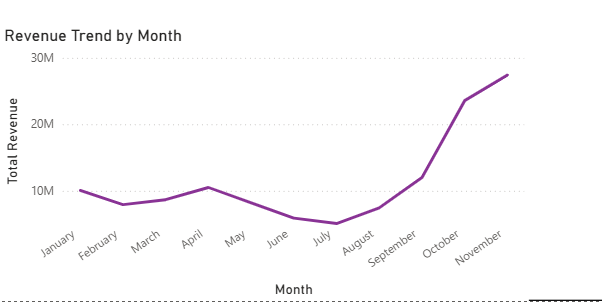 Revenue Trend by Month
Total Revenue
30M
20M
10M
January
February
March
April
May
June
July
August
September
October
November
Month